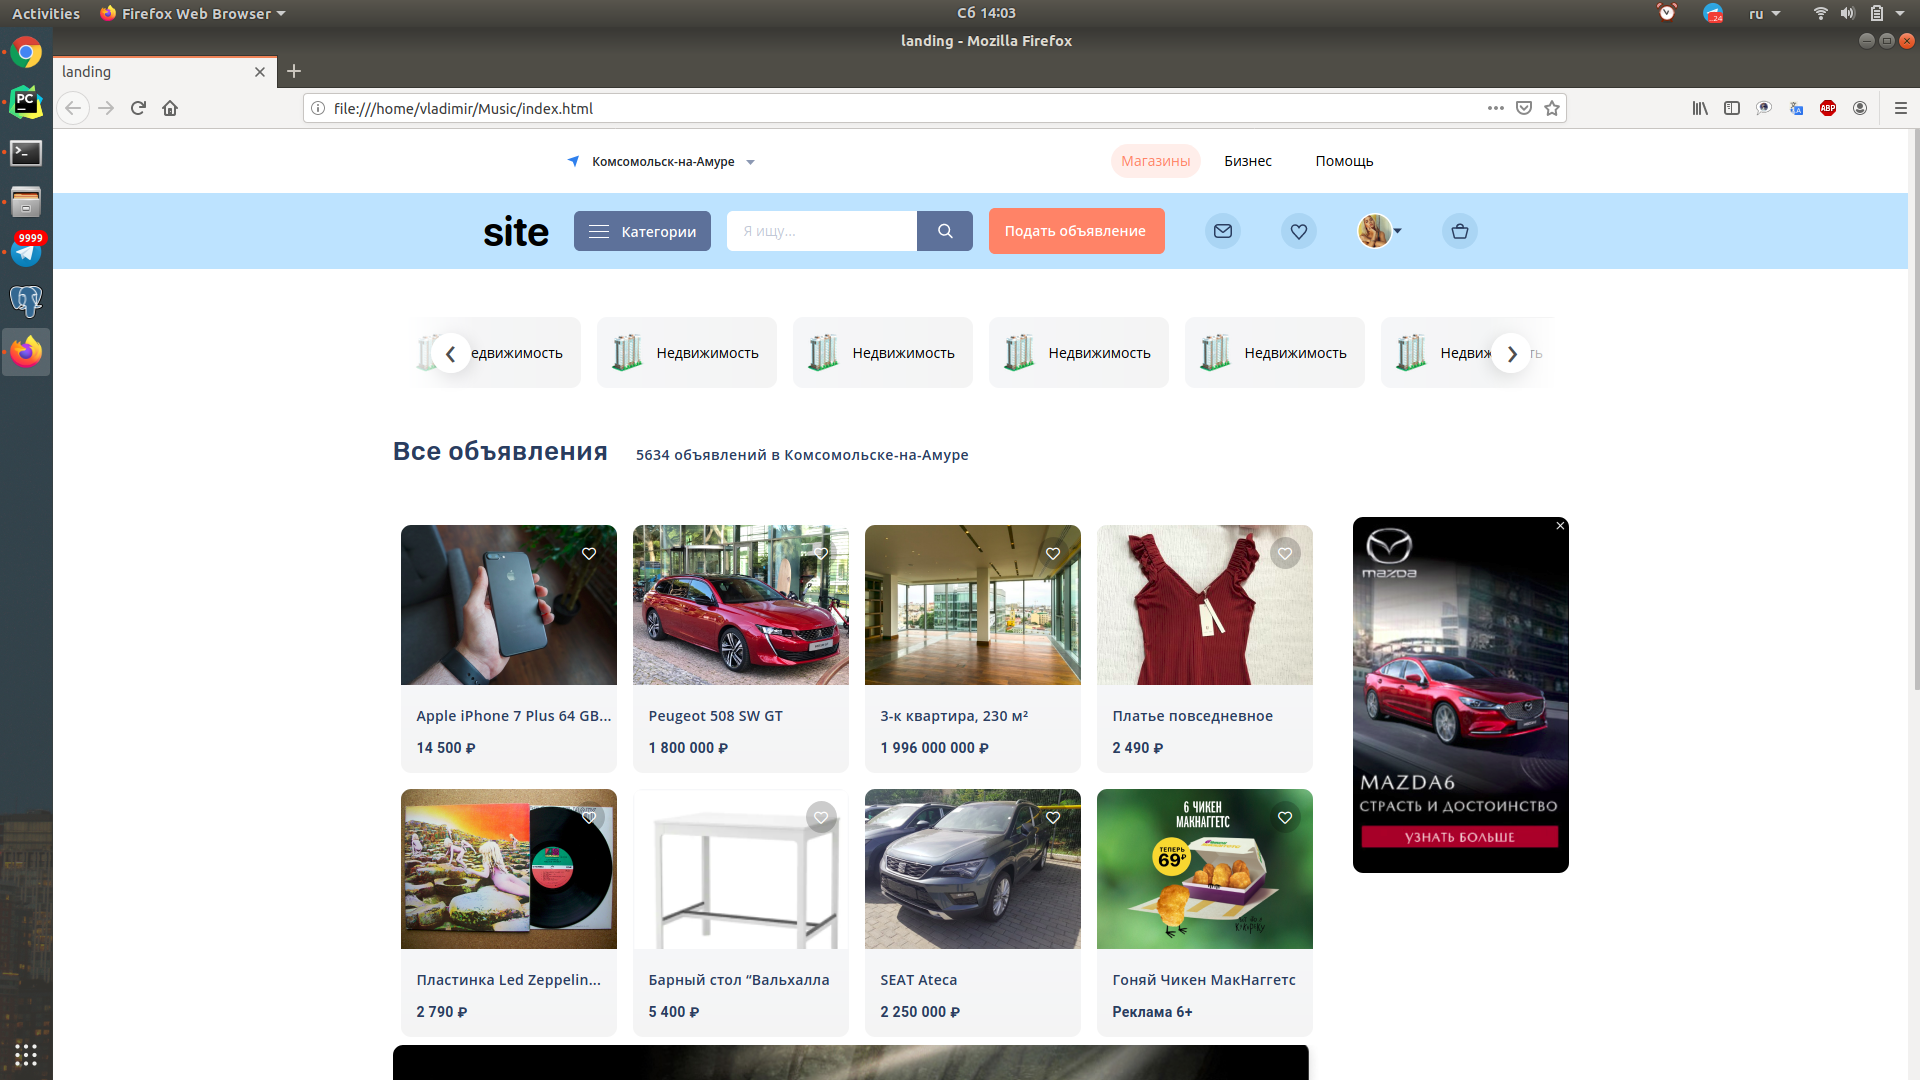 Activities Firefox Web Browser Сб 14:03 24 ru
landing - Mozilla Firefox
landing
file:///home/vladimir/Music/index.html ABP
PC
9999
Комсомольск-на-Амуре Магазины Бизнес Помощь
site Категории Я ищу... Подать объявление
едвижимость Недвижимость Недвижимость Недвижимость Недвижимость Недвиж ть
Все объявления 5634 объявлений в Комсомольске-на-Амуре
Apple iPhone 7 Plus 64 GB... Peugeot 508 SW GT 3-к квартира, 230 м² Платье повседневное
14 500 ₽ 1 800 000 ₽ 1 996 000 000 ₽ 2 490 ₽
mazda
MAZDA6
СТРАСТЬ И ДОСТОИНСТВО
УЗНАТЬ БОЛЬШЕ
6 ЧИКЕН
МАКНАГГЕТС
ТЕПЕРЬ
69₽
Пластинка Led Zeppelin... Барный стол “Вальхалла SEAT Ateca Гоняй Чикен МакНаггетс
2 790 ₽ 5 400 ₽ 2 250 000 ₽ Реклама 6+